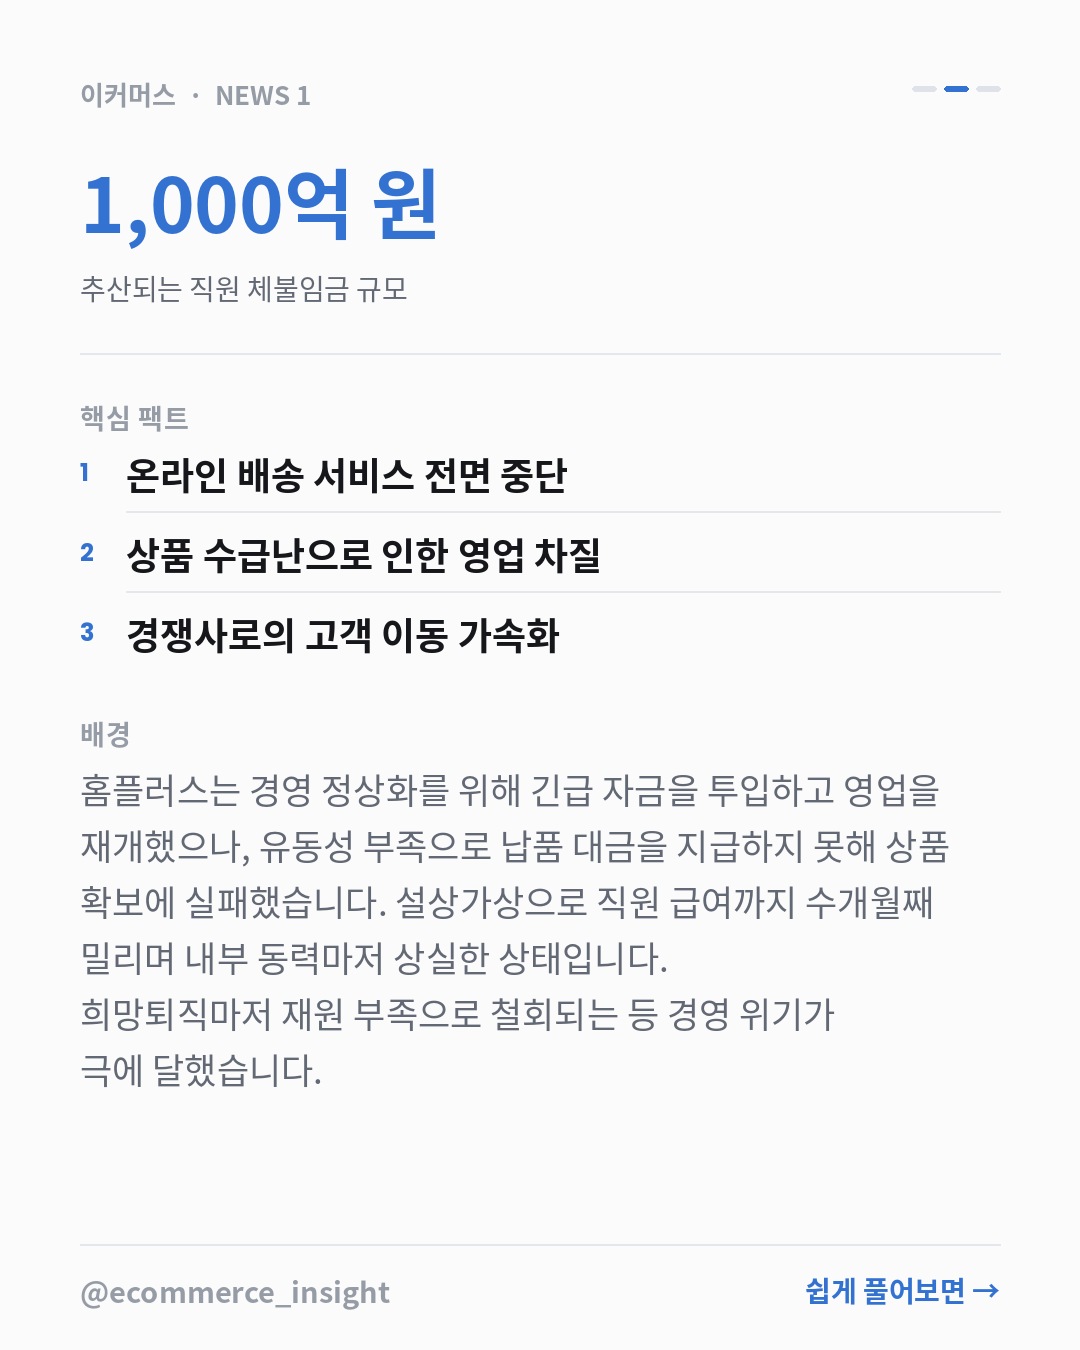 이커머스 · NEWS 1
1,000억 원
추산되는 직원 체불임금 규모
핵심 팩트
1 온라인 배송 서비스 전면 중단
2 상품 수급난으로 인한 영업 차질
3 경쟁사로의 고객 이동 가속화
배경
홈플러스는 경영 정상화를 위해 긴급 자금을 투입하고 영업을
재개했으나, 유동성 부족으로 납품 대금을 지급하지 못해 상품
확보에 실패했습니다. 설상가상으로 직원 급여까지 수개월째
밀리며 내부 동력마저 상실한 상태입니다.
희망퇴직마저 재원 부족으로 철회되는 등 경영 위기가
극에 달했습니다.
@ecommerce_insight
쉽게 풀어보면 →